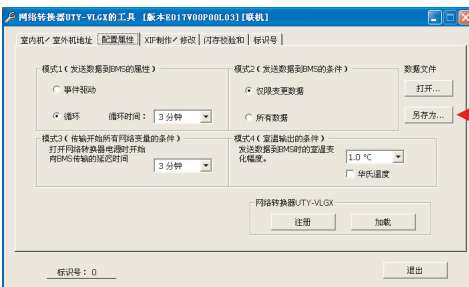 网络转换器UTY-VLGX的工具 [版本E017V00P00L03][联机]
室内机／室外机地址 配置属性 XIF制作／修改 闪存校验和 标识号
模式1(发送数据到BMS的属性)
事件驱动
循环 循环时间： 3 分钟
模式2(发送数据到BMS的条件)
仅限变更数据
所有数据
数据文件
打开...
另存为...
模式3(传输开始所有网络变量的条件)
打开网络转换器电源时开始
向BMS传输的延迟时间
3 分钟
模式4(室温输出的条件)
发送数据到BMS时的室温变
化幅度。
1.0 ℃
华氏温度
网络转换器UTY-VLGX
注册 加载
标识号：0
退出